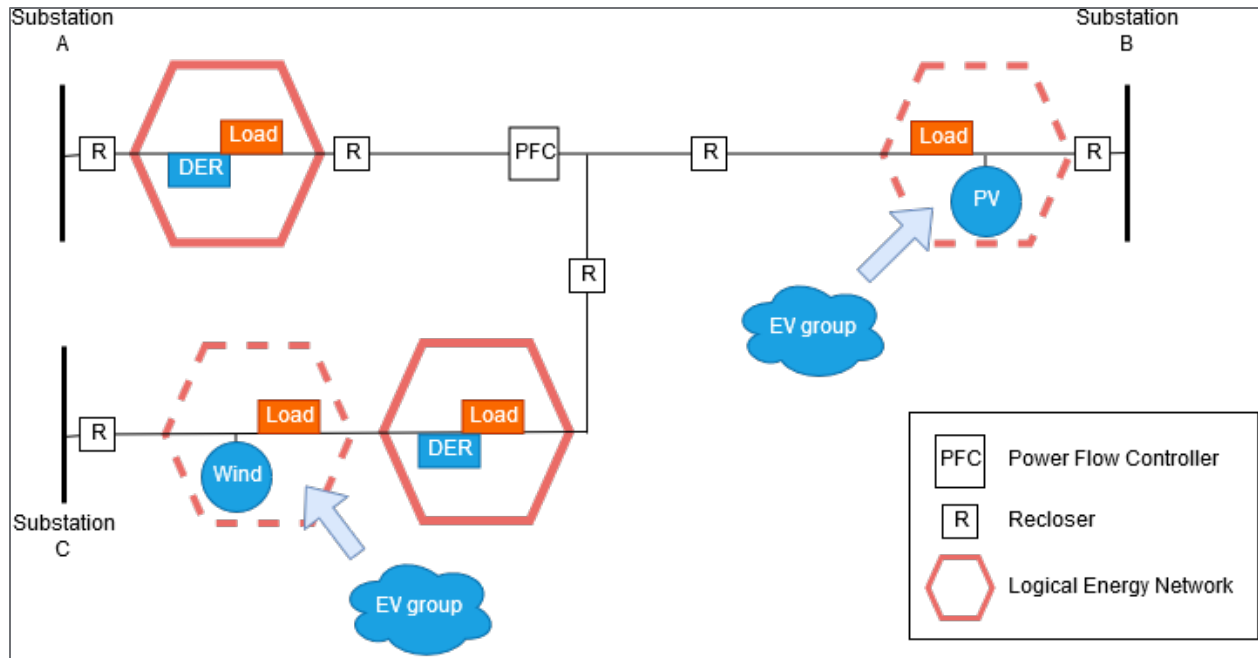 Substation
A
Substation
B
Load
Load
R
R
PFC
R
R
DER
PV
R
EV group
Load
Load
R
DER
Wind
PFC
Power Flow Controller
Substation
C
R
Recloser
EV group
Logical Energy Network